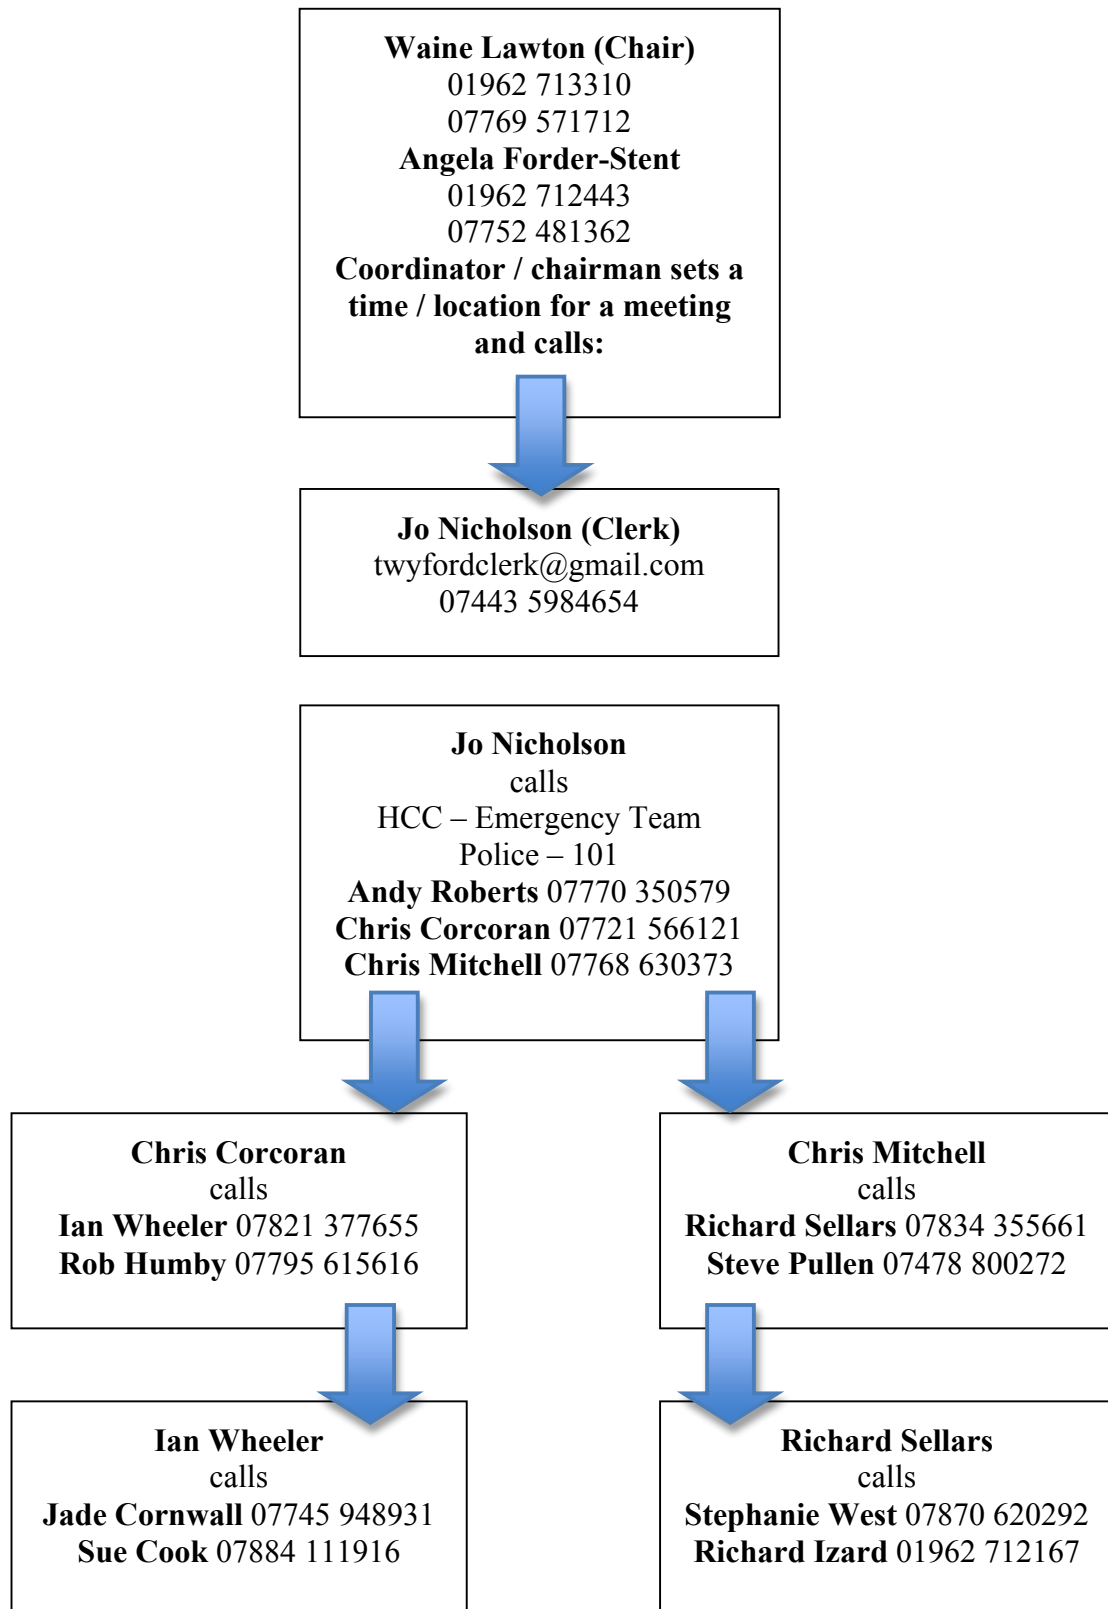 Waine Lawton (Chair)
01962 713310
07769 571712
Angela Forder-Stent
01962 712443
07752 481362
Coordinator / chairman sets a
time / location for a meeting
and calls:
Jo Nicholson (Clerk)
twyfordclerk@gmail.com
07443 5984654
Jo Nicholson
calls
HCC – Emergency Team
Police – 101
Andy Roberts 07770 350579
Chris Corcoran 07721 566121
Chris Mitchell 07768 630373
Chris Corcoran
calls
Ian Wheeler 07821 377655
Rob Humby 07795 615616
Chris Mitchell
calls
Richard Sellars 07834 355661
Steve Pullen 07478 800272
Ian Wheeler
calls
Jade Cornwall 07745 948931
Sue Cook 07884 111916
Richard Sellars
calls
Stephanie West 07870 620292
Richard Izard 01962 712167